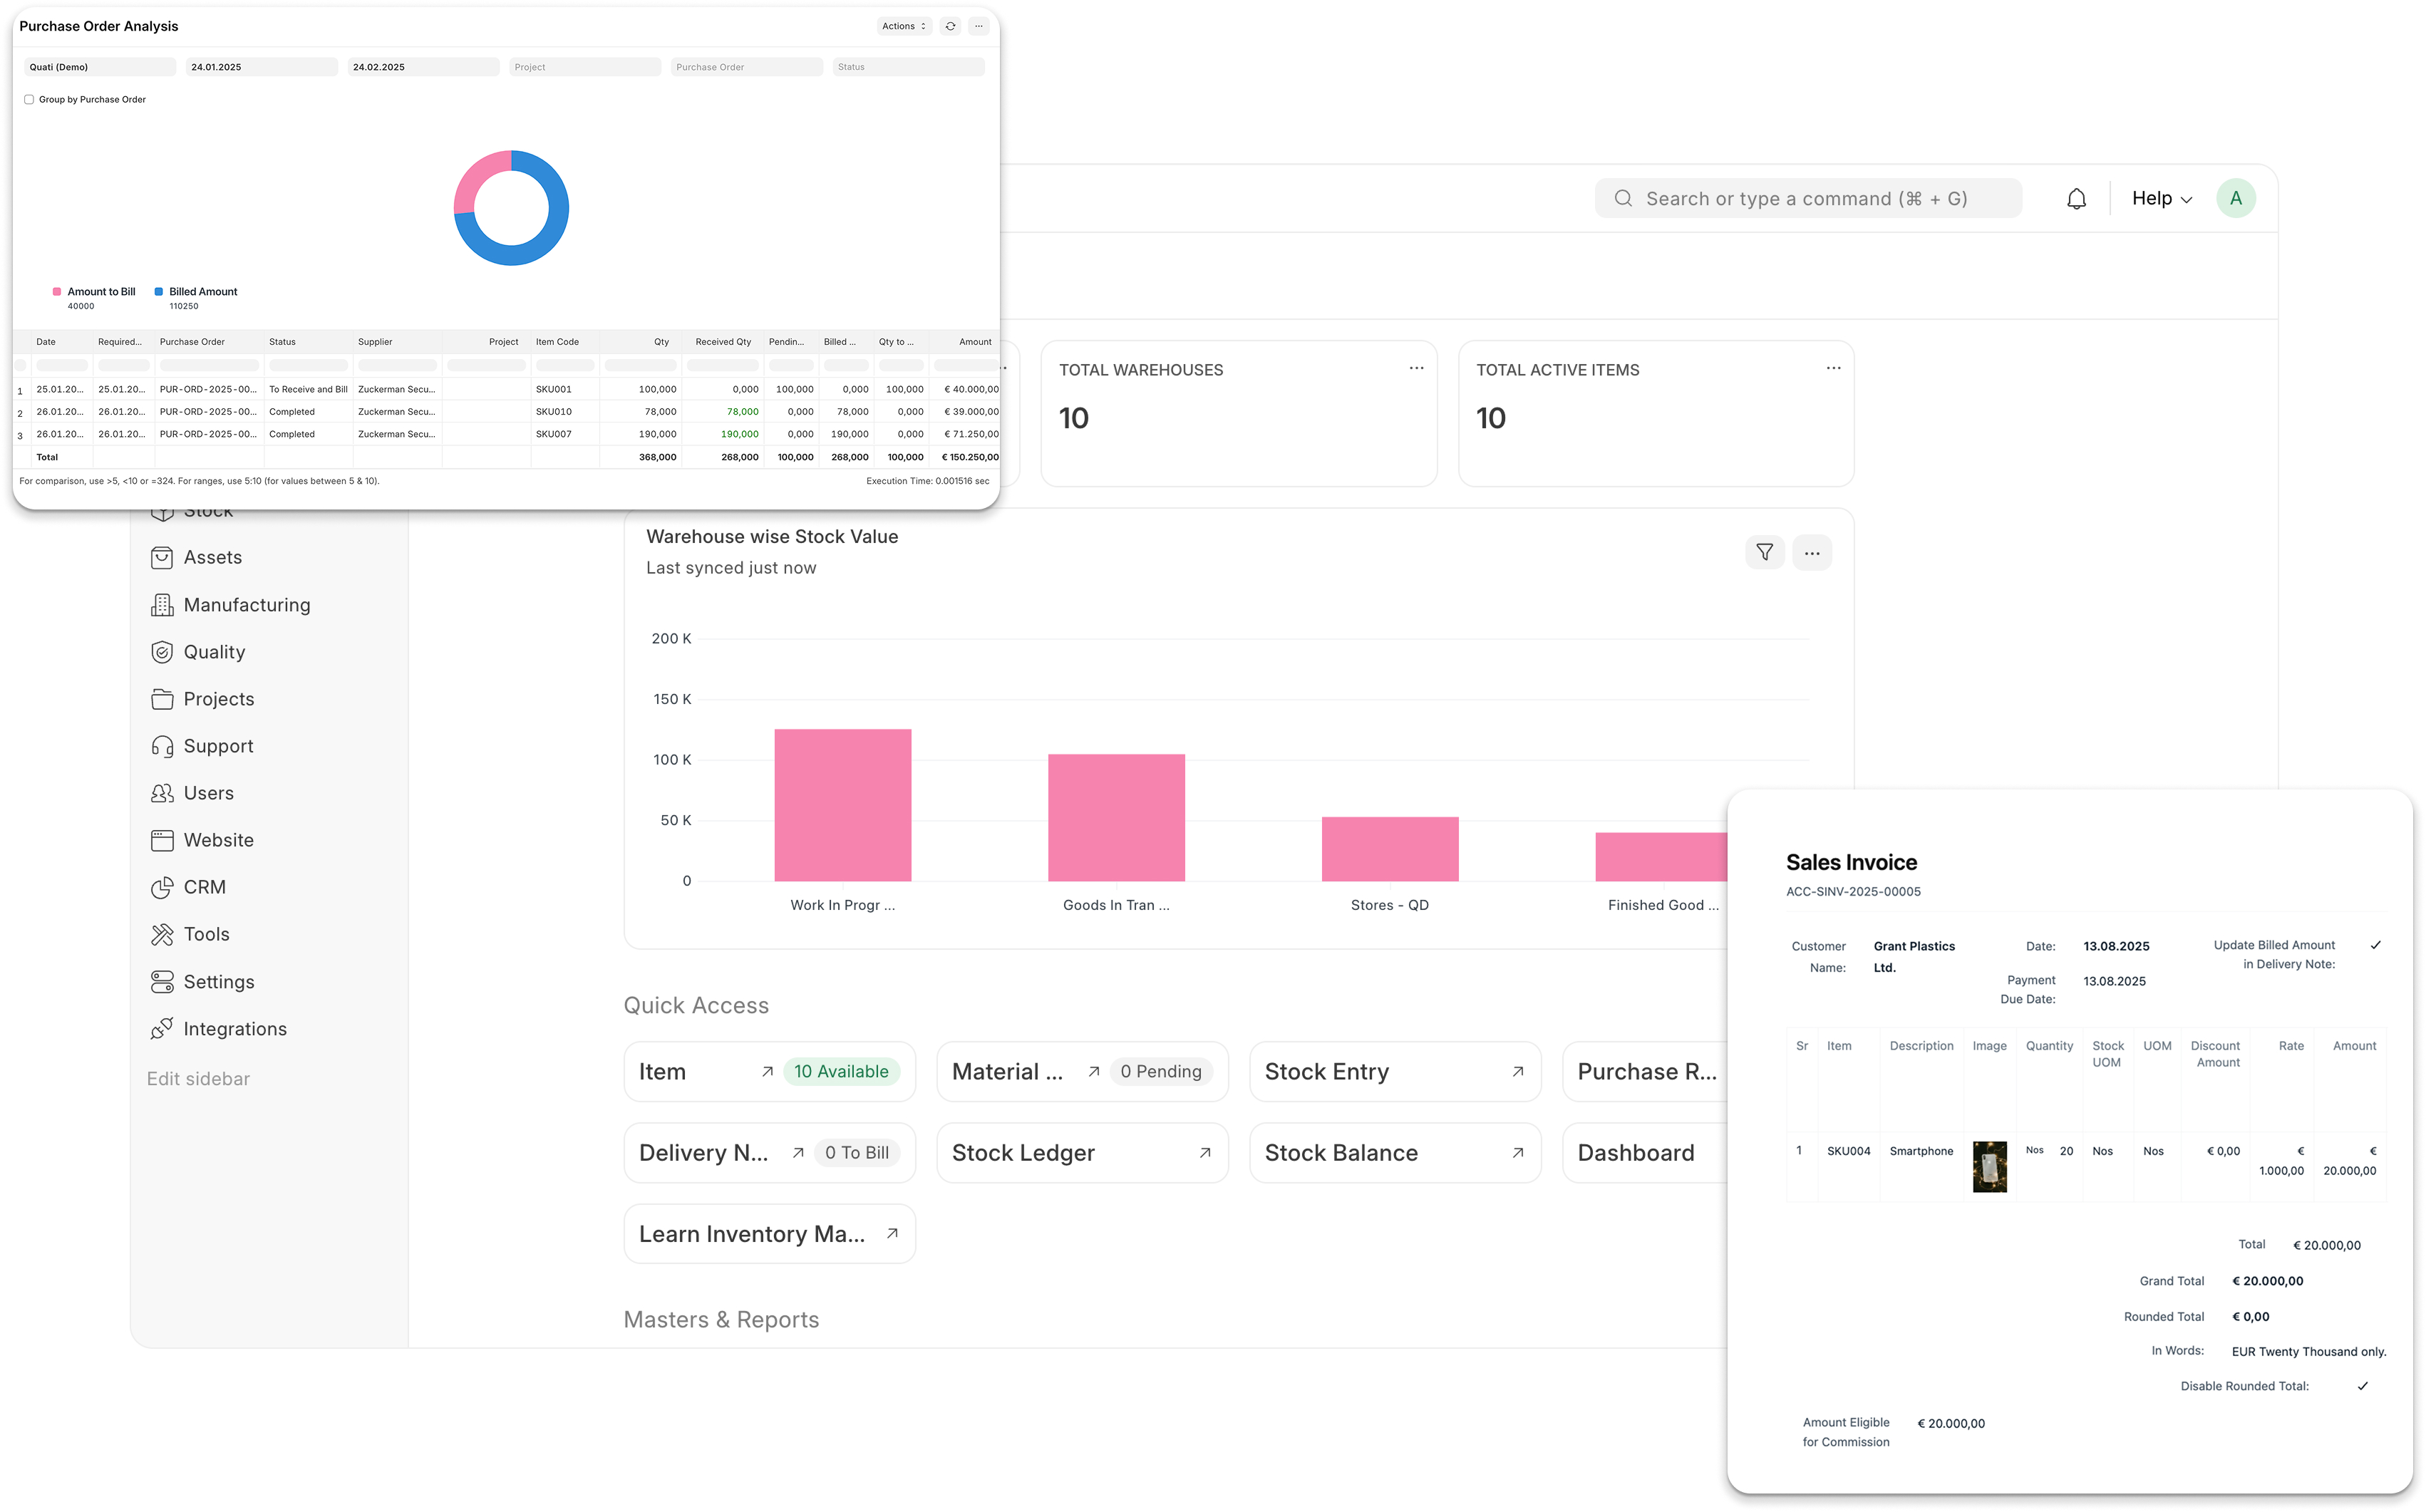 Purchase Order Analysis
Actions
Quati (Demo) 24.01.2025 24.02.2025 Project Purchase Order Status
Group by Purchase Order
Amount to Bill Billed Amount
40000 110250
Date Required... Purchase Order Status Supplier Project Item Code Qty Received Qty Pendin... Billed ... Qty to ... Amount
1 25.01.20... 25.01.20... PUR-ORD-2025-00... To Receive and Bill Zuckerman Secu... SKU001 100,000 0,000 100,000 0,000 100,000 € 40.000,00
2 26.01.20... 26.01.20... PUR-ORD-2025-00... Completed Zuckerman Secu... SKU010 78,000 78,000 0,000 78,000 0,000 € 39.000,00
3 26.01.20... 26.01.20... PUR-ORD-2025-00... Completed Zuckerman Secu... SKU007 190,000 190,000 0,000 190,000 0,000 € 71.250,00
Total 368,000 268,000 100,000 268,000 100,000 € 150.250,00
For comparison, use >5, <10 or =324. For ranges, use 5:10 (for values between 5 & 10). Execution Time: 0.001516 sec
Search or type a command (⌘ + G)
Help
A
TOTAL WAREHOUSES
10
TOTAL ACTIVE ITEMS
10
Stock
Assets
Manufacturing
Quality
Projects
Support
Users
Website
CRM
Tools
Settings
Integrations
Edit sidebar
Warehouse wise Stock Value
Last synced just now
200 K
150 K
100 K
50 K
0
Work In Progr ... Goods In Tran ... Stores - QD Finished Good ...
Quick Access
Item 10 Available Material ... 0 Pending Stock Entry Purchase R...
Delivery N... 0 To Bill Stock Ledger Stock Balance Dashboard
Learn Inventory Ma...
Masters & Reports
Sales Invoice
ACC-SINV-2025-00005
Customer Name: Grant Plastics Ltd.
Date: 13.08.2025
Payment Due Date: 13.08.2025
Update Billed Amount in Delivery Note: ✓
Sr Item Description Image Quantity Stock UOM UOM Discount Amount Rate Amount
1 SKU004 Smartphone Nos 20 Nos Nos € 0,00 € 1.000,00 € 20.000,00
Total € 20.000,00
Grand Total € 20.000,00
Rounded Total € 0,00
In Words: EUR Twenty Thousand only.
Disable Rounded Total: ✓
Amount Eligible for Commission € 20.000,00